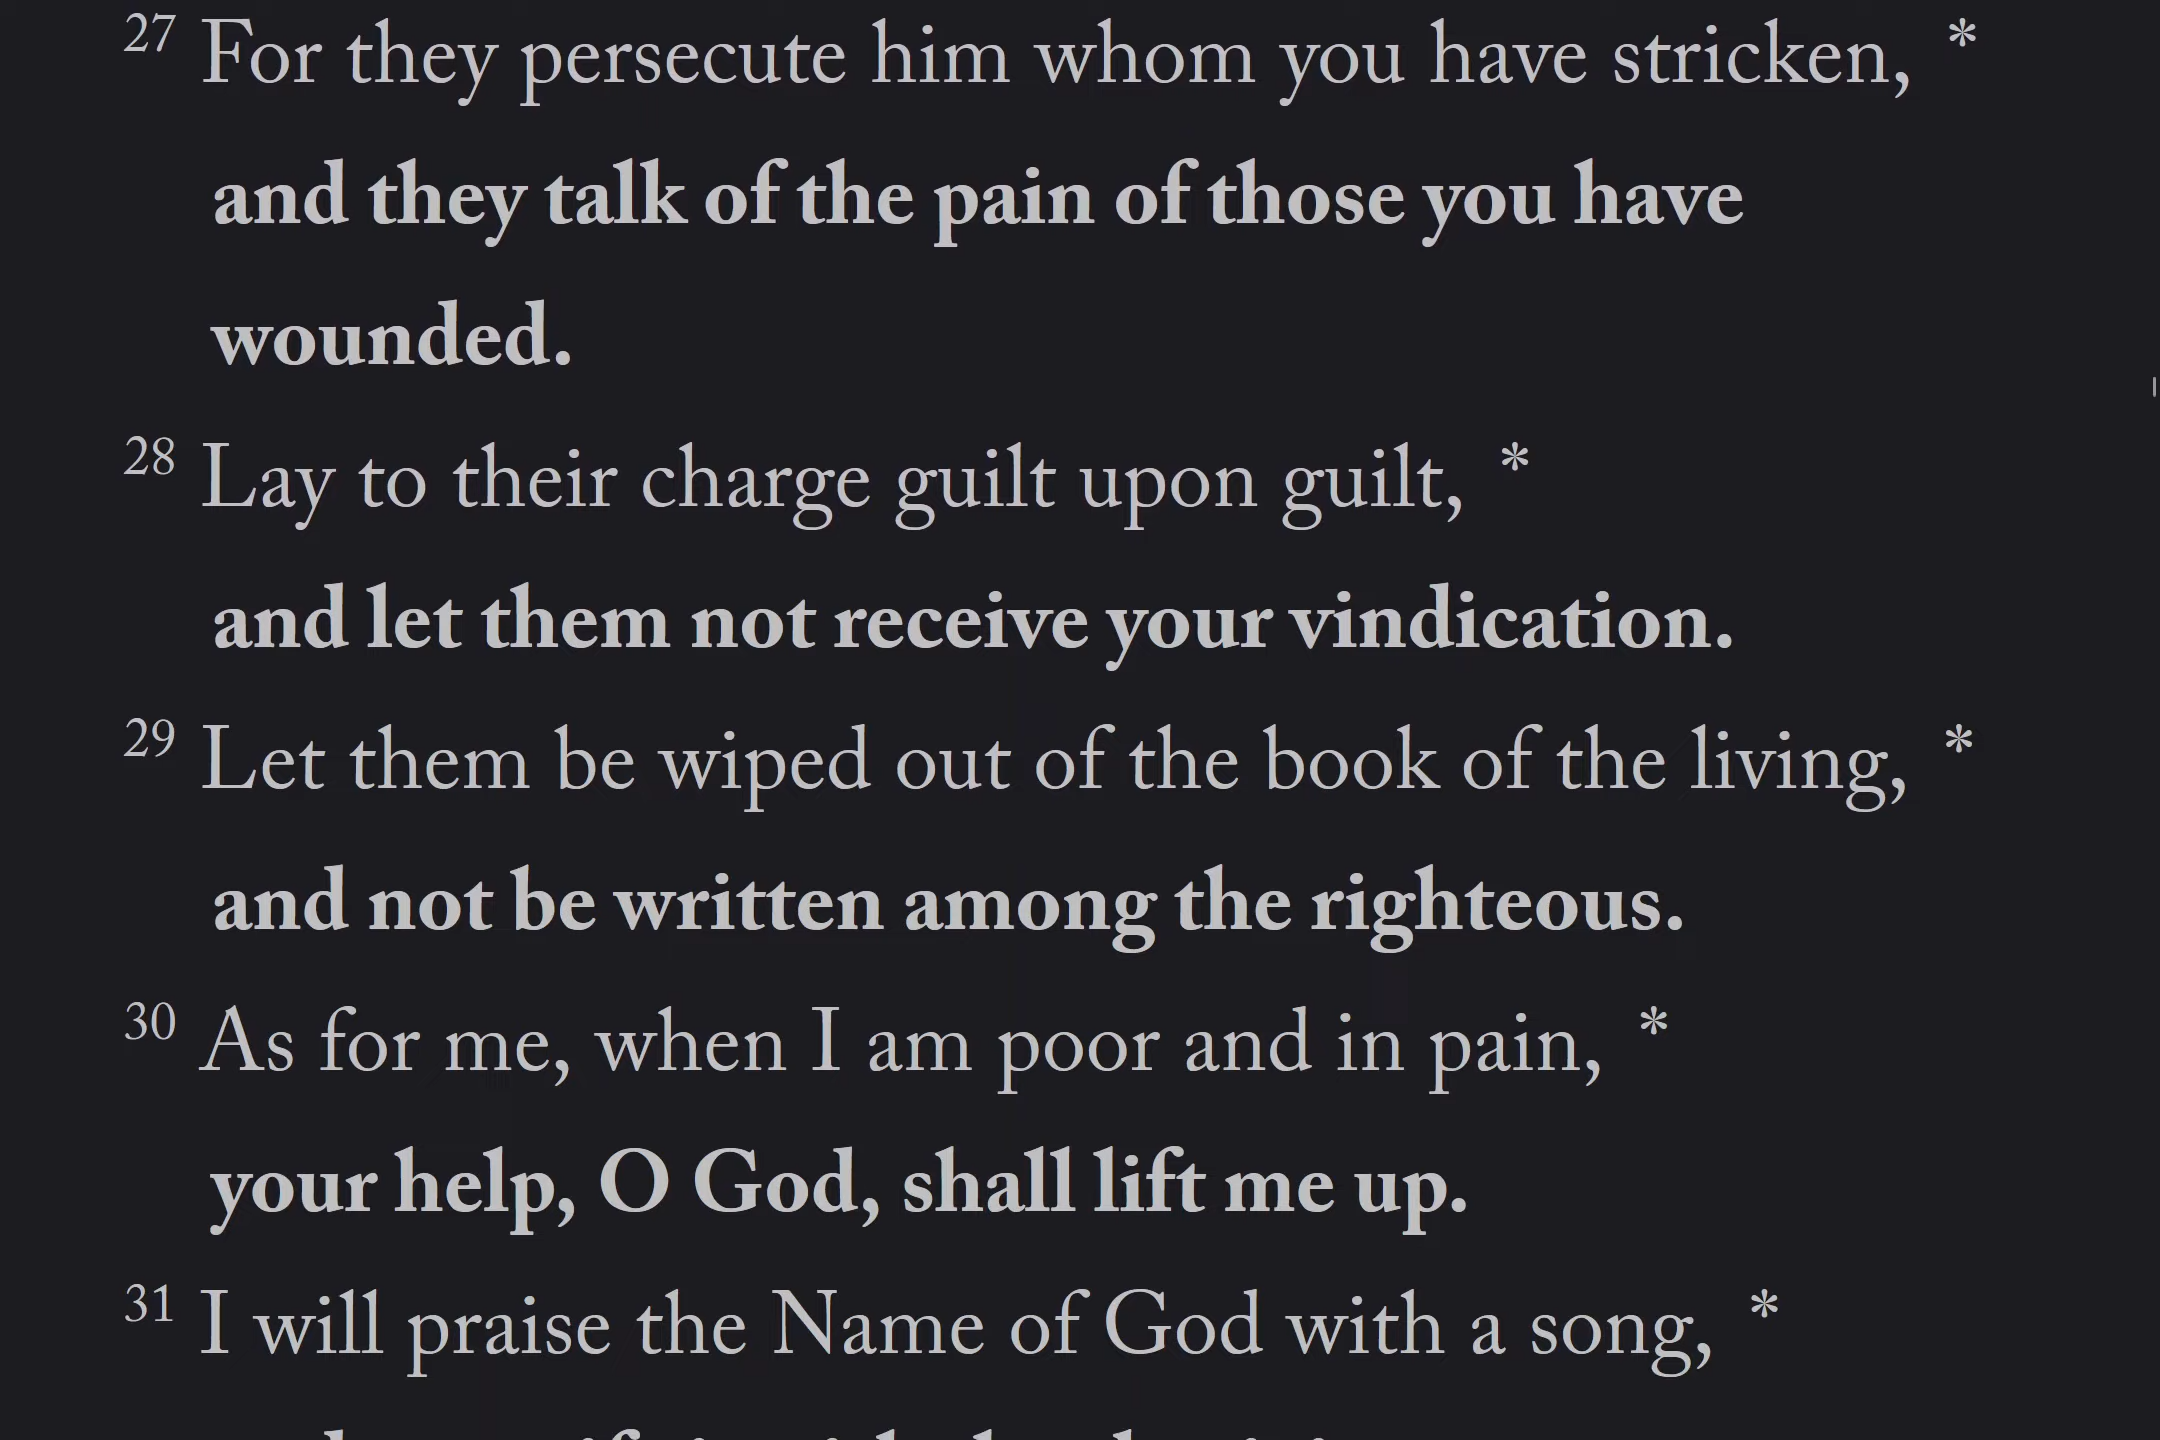 27 For they persecute him whom you have stricken, *
and they talk of the pain of those you have
wounded.
28 Lay to their charge guilt upon guilt, *
and let them not receive your vindication.
29 Let them be wiped out of the book of the living, *
and not be written among the righteous.
30 As for me, when I am poor and in pain, *
your help, O God, shall lift me up.
31 I will praise the Name of God with a song, *